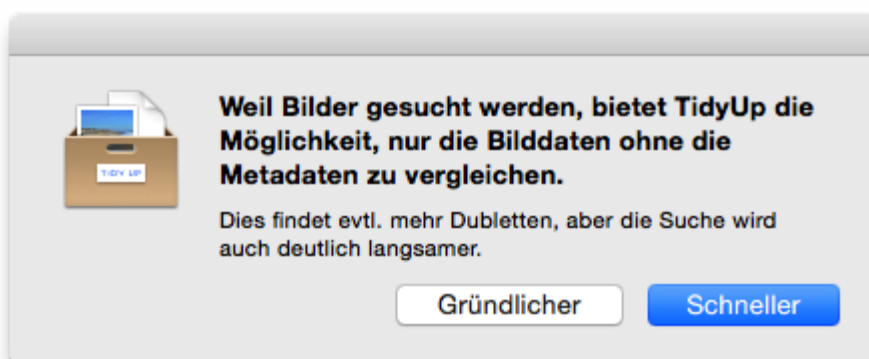 Weil Bilder gesucht werden, bietet TidyUp die
Möglichkeit, nur die Bilddaten ohne die
Metadaten zu vergleichen.
TIDY UP
Dies findet evtl. mehr Dubletten, aber die Suche wird
auch deutlich langsamer.
Gründlicher
Schneller